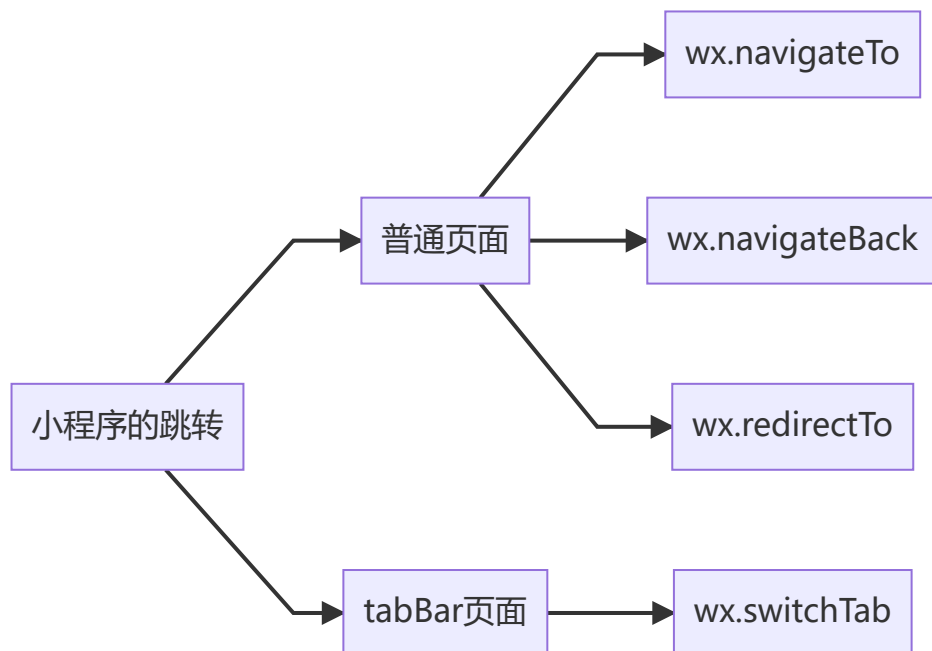 小程序的跳转
普通页面
wx.navigateTo
wx.navigateBack
wx.redirectTo
tabBar页面
wx.switchTab